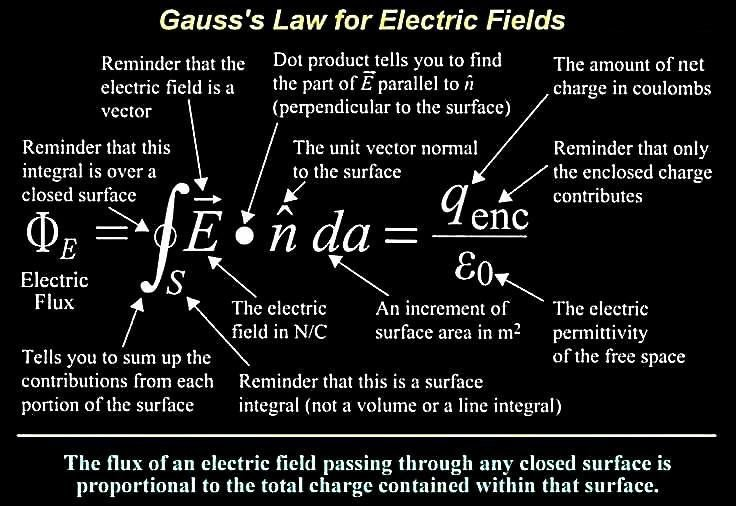 Gauss's Law for Electric Fields
Reminder that the
electric field is a
vector
Dot product tells you to find
the part of E⃗ parallel to n̂
(perpendicular to the surface)
The amount of net
charge in coulombs
Reminder that this
integral is over a
closed surface
The unit vector normal
to the surface
Reminder that only
the enclosed charge
contributes
Φ_E = ∮_S E⃗ • n̂ da = q_enc / ε₀
Electric
Flux
The electric
field in N/C
An increment of
surface area in m²
The electric
permittivity
of the free space
Tells you to sum up the
contributions from each
portion of the surface
Reminder that this is a surface
integral (not a volume or a line integral)
The flux of an electric field passing through any closed surface is
proportional to the total charge contained within that surface.